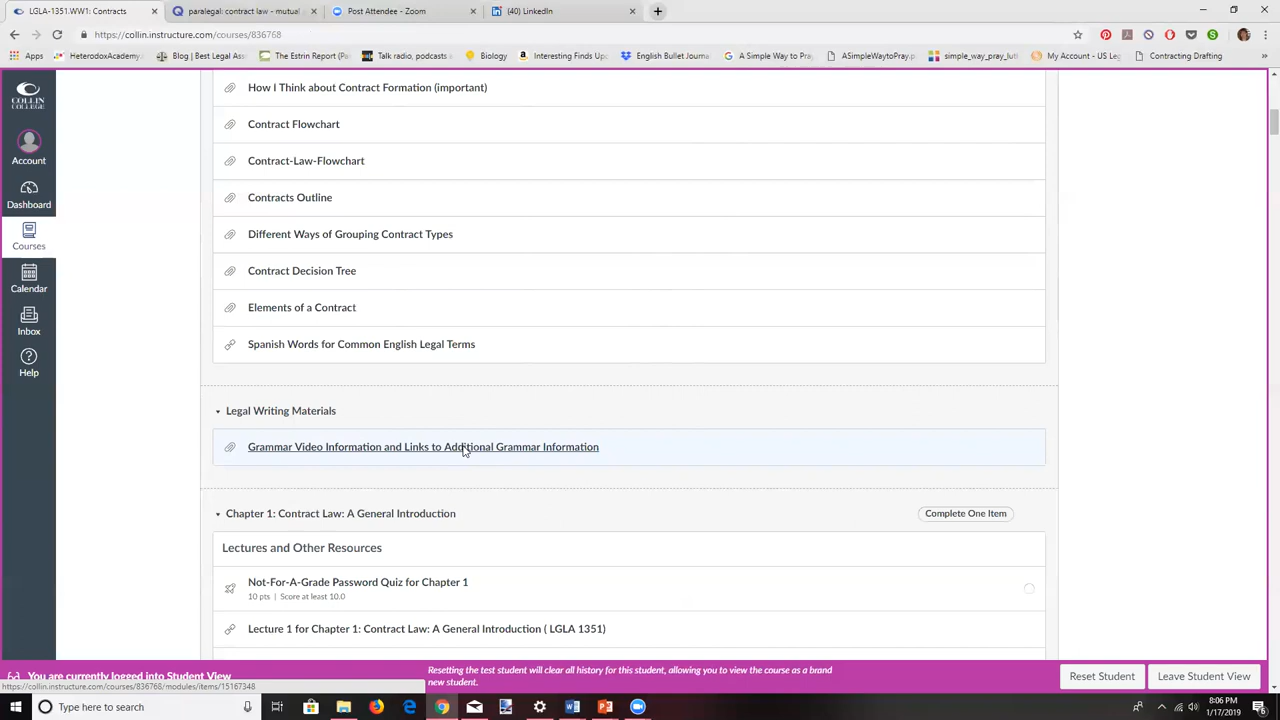 LGLA-1351.WW1: Contracts
paralegal: contract law - mutual
Post Attendee - Zoom
(40) LinkedIn
https://collin.instructure.com/courses/836768
Apps
HeterodoxAcademy
Blog | Best Legal Ass
The Estrin Report (Pa
Talk radio, podcasts
Biology
Interesting Finds Up
English Bullet Journa
A Simple Way to Pray
ASimpleWaytoPray.p
simple_way_pray_lut
My Account - US Leg
Contracting Drafting
COLLIN
COLLEGE
Account
Dashboard
Courses
Calendar
Inbox
Help
How I Think about Contract Formation (important)
Contract Flowchart
Contract-Law-Flowchart
Contracts Outline
Different Ways of Grouping Contract Types
Contract Decision Tree
Elements of a Contract
Spanish Words for Common English Legal Terms
Legal Writing Materials
Grammar Video Information and Links to Additional Grammar Information
Chapter 1: Contract Law: A General Introduction
Complete One Item
Lectures and Other Resources
Not-For-A-Grade Password Quiz for Chapter 1
10 pts | Score at least 10.0
Lecture 1 for Chapter 1: Contract Law: A General Introduction ( LGLA 1351)
You are currently logged into Student View
Resetting the test student will clear all history for this student, allowing you to view the course as a brand
new student.
Reset Student
Leave Student View
https://collin.instructure.com/courses/836768/modules/items/15167348
Type here to search
8:06 PM
1/17/2019